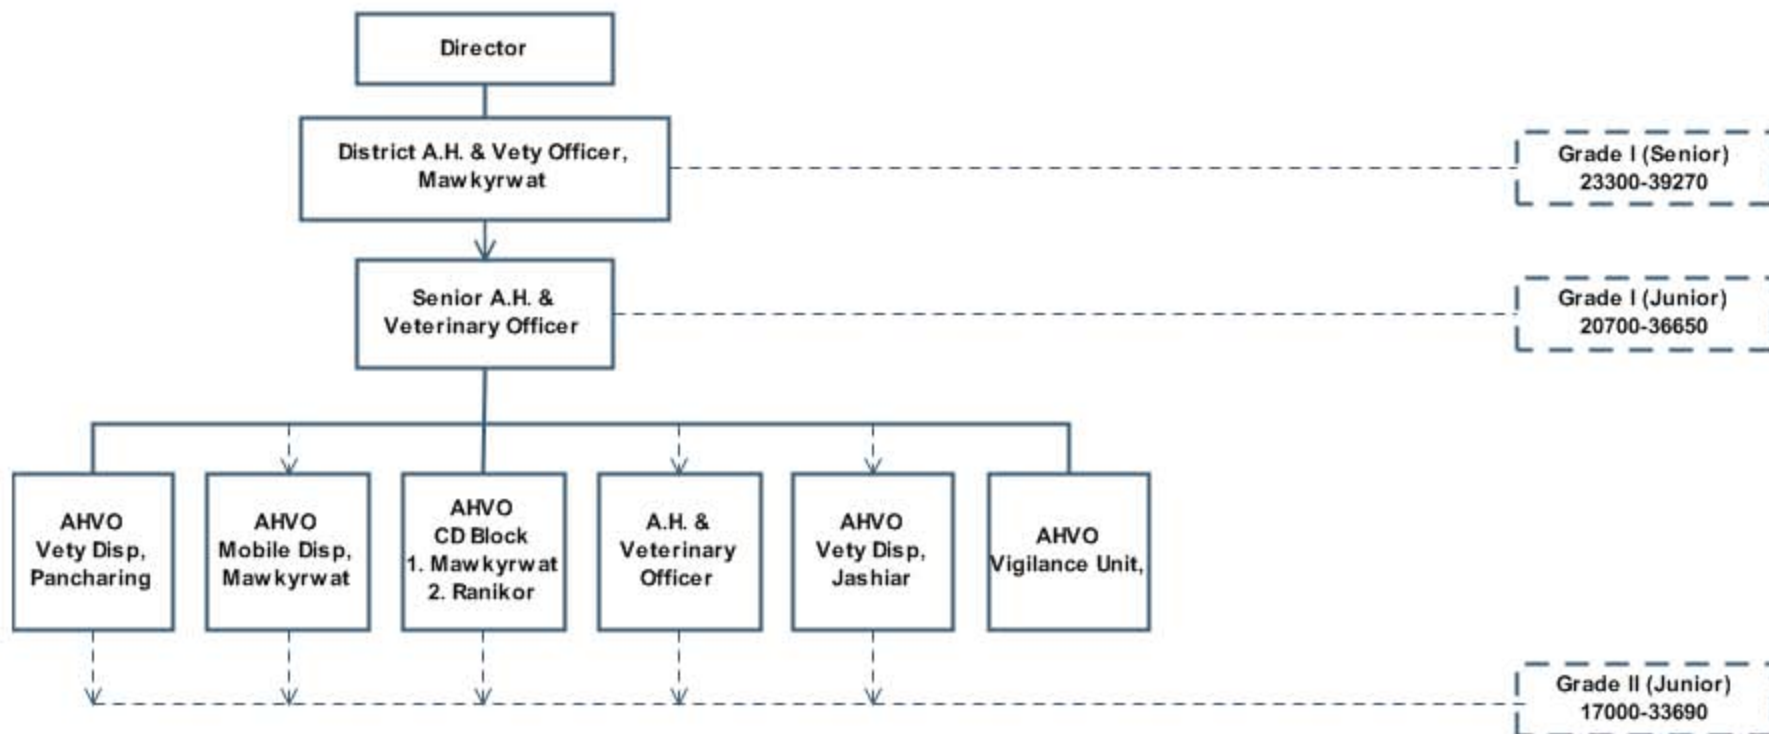 Director
District A.H. & Vety Officer,
Mawkyrwat
Grade I (Senior)
23300-39270
Senior A.H. &
Veterinary Officer
Grade I (Junior)
20700-36650
AHVO
Vety Disp,
Pancharing
AHVO
Mobile Disp,
Mawkyrwat
AHVO
CD Block
1. Mawkyrwat
2. Ranikor
A.H. &
Veterinary
Officer
AHVO
Vety Disp,
Jashiar
AHVO
Vigilance Unit,
Grade II (Junior)
17000-33690